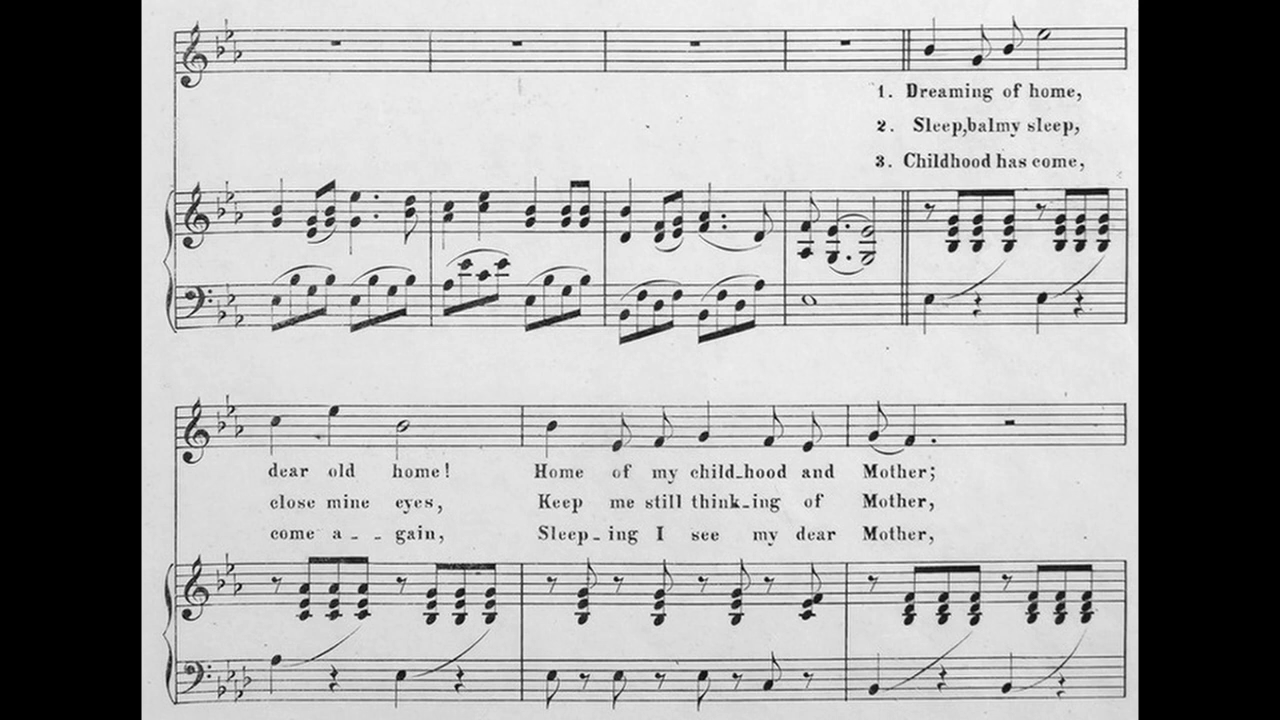 1. Dreaming of home,
2. Sleep,balmy sleep,
3. Childhood has come,
dear old home! Home of my child-hood and Mother;
close mine eyes, Keep me still think-ing of Mother,
come a - - gain, Sleep-ing I see my dear Mother,